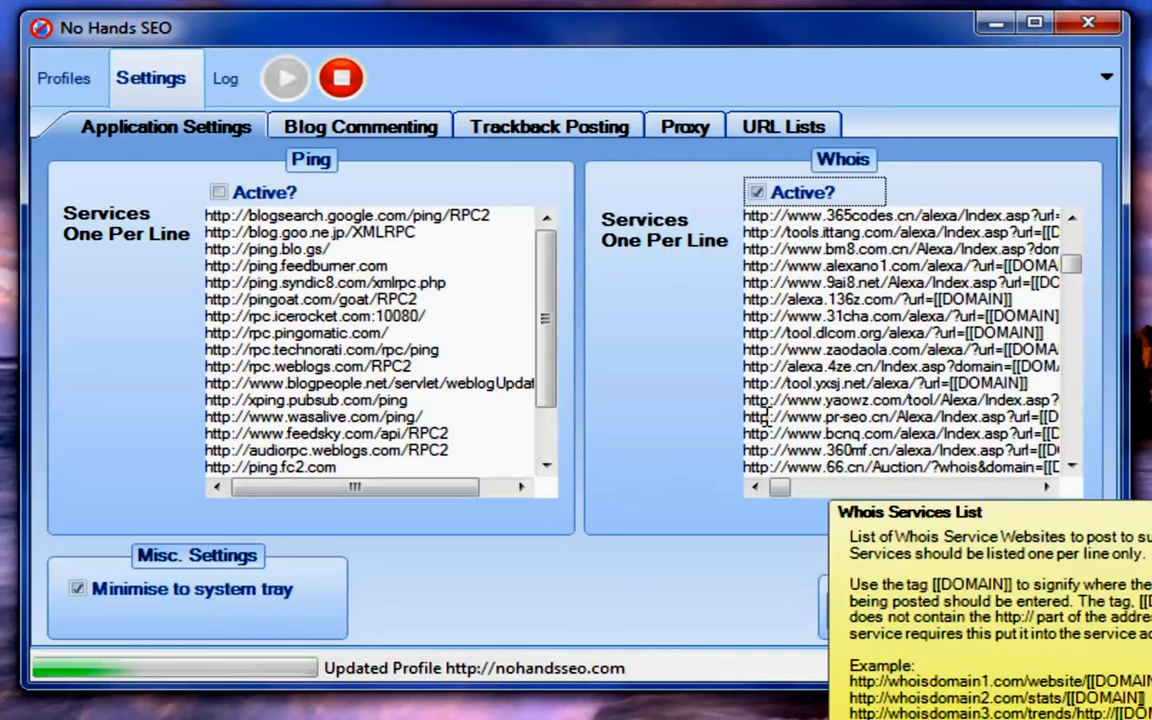 No Hands SEO
Profiles Settings Log
Application Settings Blog Commenting Trackback Posting Proxy URL Lists
Ping
Active?
Services
One Per Line
http://blogsearch.google.com/ping/RPC2
http://blog.goo.ne.jp/XMLRPC
http://ping.blo.gs/
http://ping.feedburner.com
http://ping.syndic8.com/xmlrpc.php
http://pingoat.com/goat/RPC2
http://rpc.icerocket.com:10080/
http://rpc.pingomatic.com/
http://rpc.technorati.com/rpc/ping
http://rpc.weblogs.com/RPC2
http://www.blogpeople.net/servlet/weblogUpdat
http://xping.pubsub.com/ping
http://www.wasalive.com/ping/
http://www.feedsky.com/api/RPC2
http://audiorpc.weblogs.com/RPC2
http://ping.fc2.com
Whois
Active?
Services
One Per Line
http://www.365codes.cn/alexa/Index.asp?url=
http://tools.ittang.com/alexa/Index.asp?url=[[D
http://www.bm8.com.cn/Alexa/Index.asp?dom
http://www.alexano1.com/alexa/?url=[[DOMA
http://www.9ai8.net/Alexa/Index.asp?url=[[DC
http://alexa.136z.com/?url=[[DOMAIN]]
http://www.31cha.com/alexa/Index.asp?url=[
http://tool.dlcom.org/alexa/?url=[[DOMAIN]]
http://www.zaodaola.com/alexa/?url=[[DOMA
http://alexa.4ze.cn/Index.asp?domain=[[DOM
http://tool.yxsj.net/alexa/?url=[[DOMAIN]]
http://www.yaowz.com/tool/Alexa/Index.asp?
http://www.pr-seo.cn/Alexa/Index.asp?url=[[D
http://www.bcnq.com/alexa/Index.asp?url=[[D
http://www.360mf.cn/alexa/Index.asp?url=[[D
http://www.66.cn/Auction/?whois&domain=[[D
Misc. Settings
Minimise to system tray
Whois Services List
List of Whois Service Websites to post to su
Services should be listed one per line only.
Use the tag [[DOMAIN]] to signify where the
being posted should be entered. The tag, [[D
does not contain the http:// part of the addre
service requires this put it into the service ad
Example:
http://whoisdomain1.com/website/[[DOMAIN
http://whoisdomain2.com/stats/[[DOMAIN]]
http://whoisdomain3.com/trends/http://[[DO
Updated Profile http://nohandsseo.com